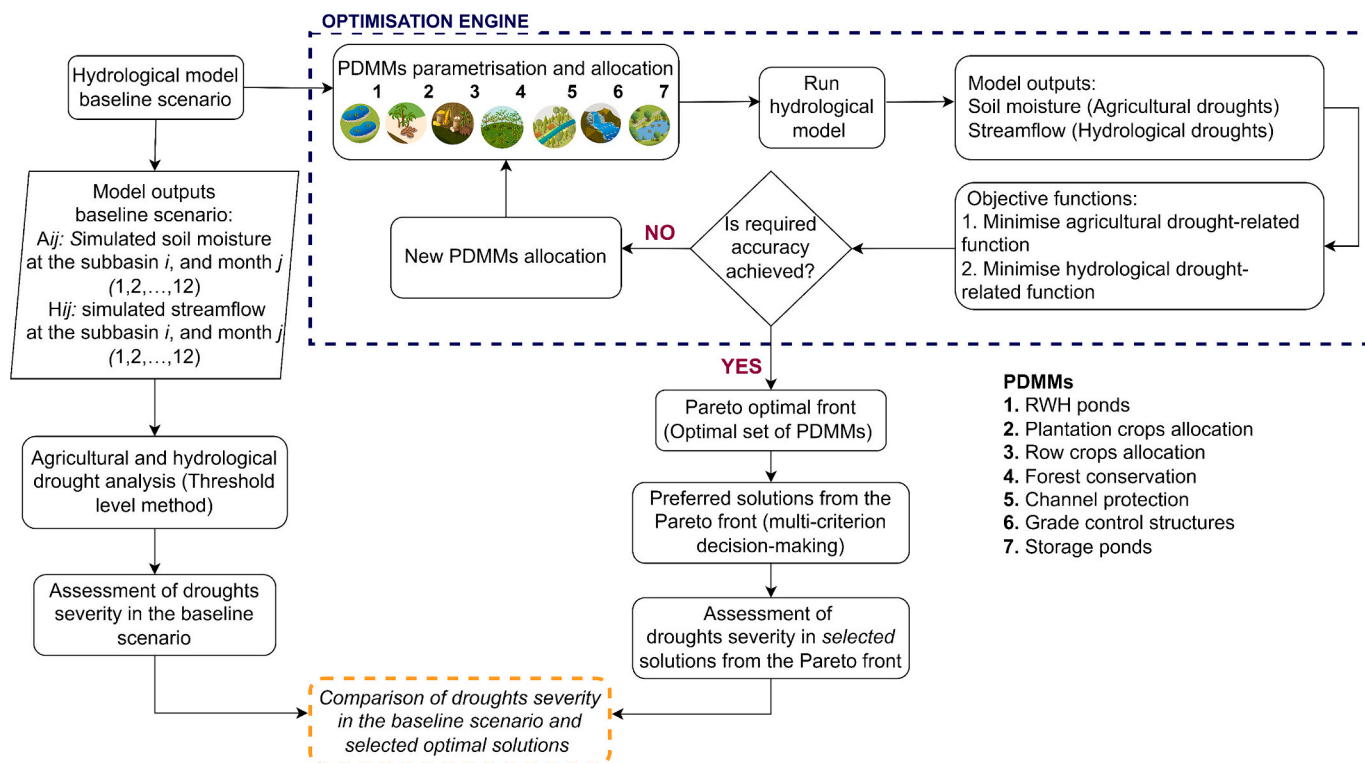 OPTIMISATION ENGINE
Hydrological model
baseline scenario
PDMMs parametrisation and allocation
1 2 3 4 5 6 7
Run
hydrological
model
Model outputs:
Soil moisture (Agricultural droughts)
Streamflow (Hydrological droughts)
Objective functions:
1. Minimise agricultural drought-related
function
2. Minimise hydrological drought-
related function
Is required
accuracy
achieved?
NO
New PDMMs allocation
YES
Model outputs
baseline scenario:
Aij: Simulated soil moisture
at the subbasin i, and month j
(1,2,…,12)
Hij: simulated streamflow
at the subbasin i, and month j
(1,2,…,12)
Agricultural and hydrological
drought analysis (Threshold
level method)
Assessment of droughts
severity in the baseline
scenario
Pareto optimal front
(Optimal set of PDMMs)
Preferred solutions from the
Pareto front (multi-criterion
decision-making)
Assessment of
droughts severity in selected
solutions from the Pareto front
Comparison of droughts severity
in the baseline scenario and
selected optimal solutions
PDMMs
1. RWH ponds
2. Plantation crops allocation
3. Row crops allocation
4. Forest conservation
5. Channel protection
6. Grade control structures
7. Storage ponds